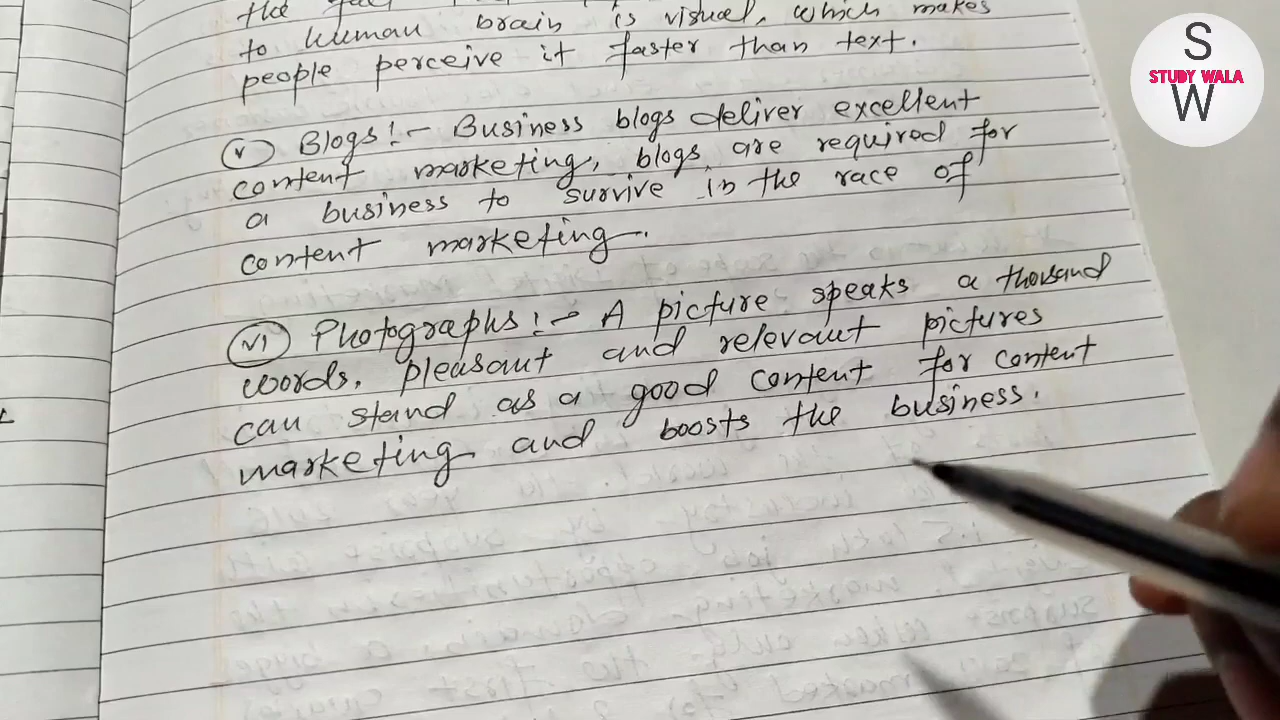 the
to human brain is visual, which makes
people perceive it faster than text.
(v) Blogs:- Business blogs deliver excellent
content marketing, blogs are required for
a business to survive in the race of
content marketing.
(vi) Photographs:- A picture speaks a thousand
words. pleasant and relevant pictures
can stand as a good content for content
marketing and boosts the business.
S
STUDY WALA
W